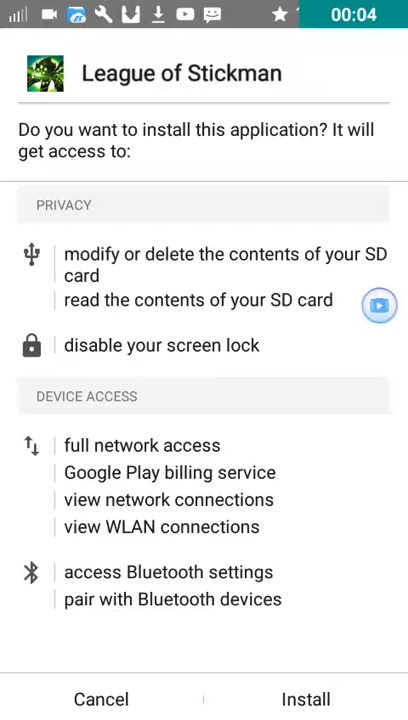 00:04
League of Stickman
Do you want to install this application? It will
get access to:
PRIVACY
modify or delete the contents of your SD
card
read the contents of your SD card
disable your screen lock
DEVICE ACCESS
full network access
Google Play billing service
view network connections
view WLAN connections
access Bluetooth settings
pair with Bluetooth devices
Cancel
Install